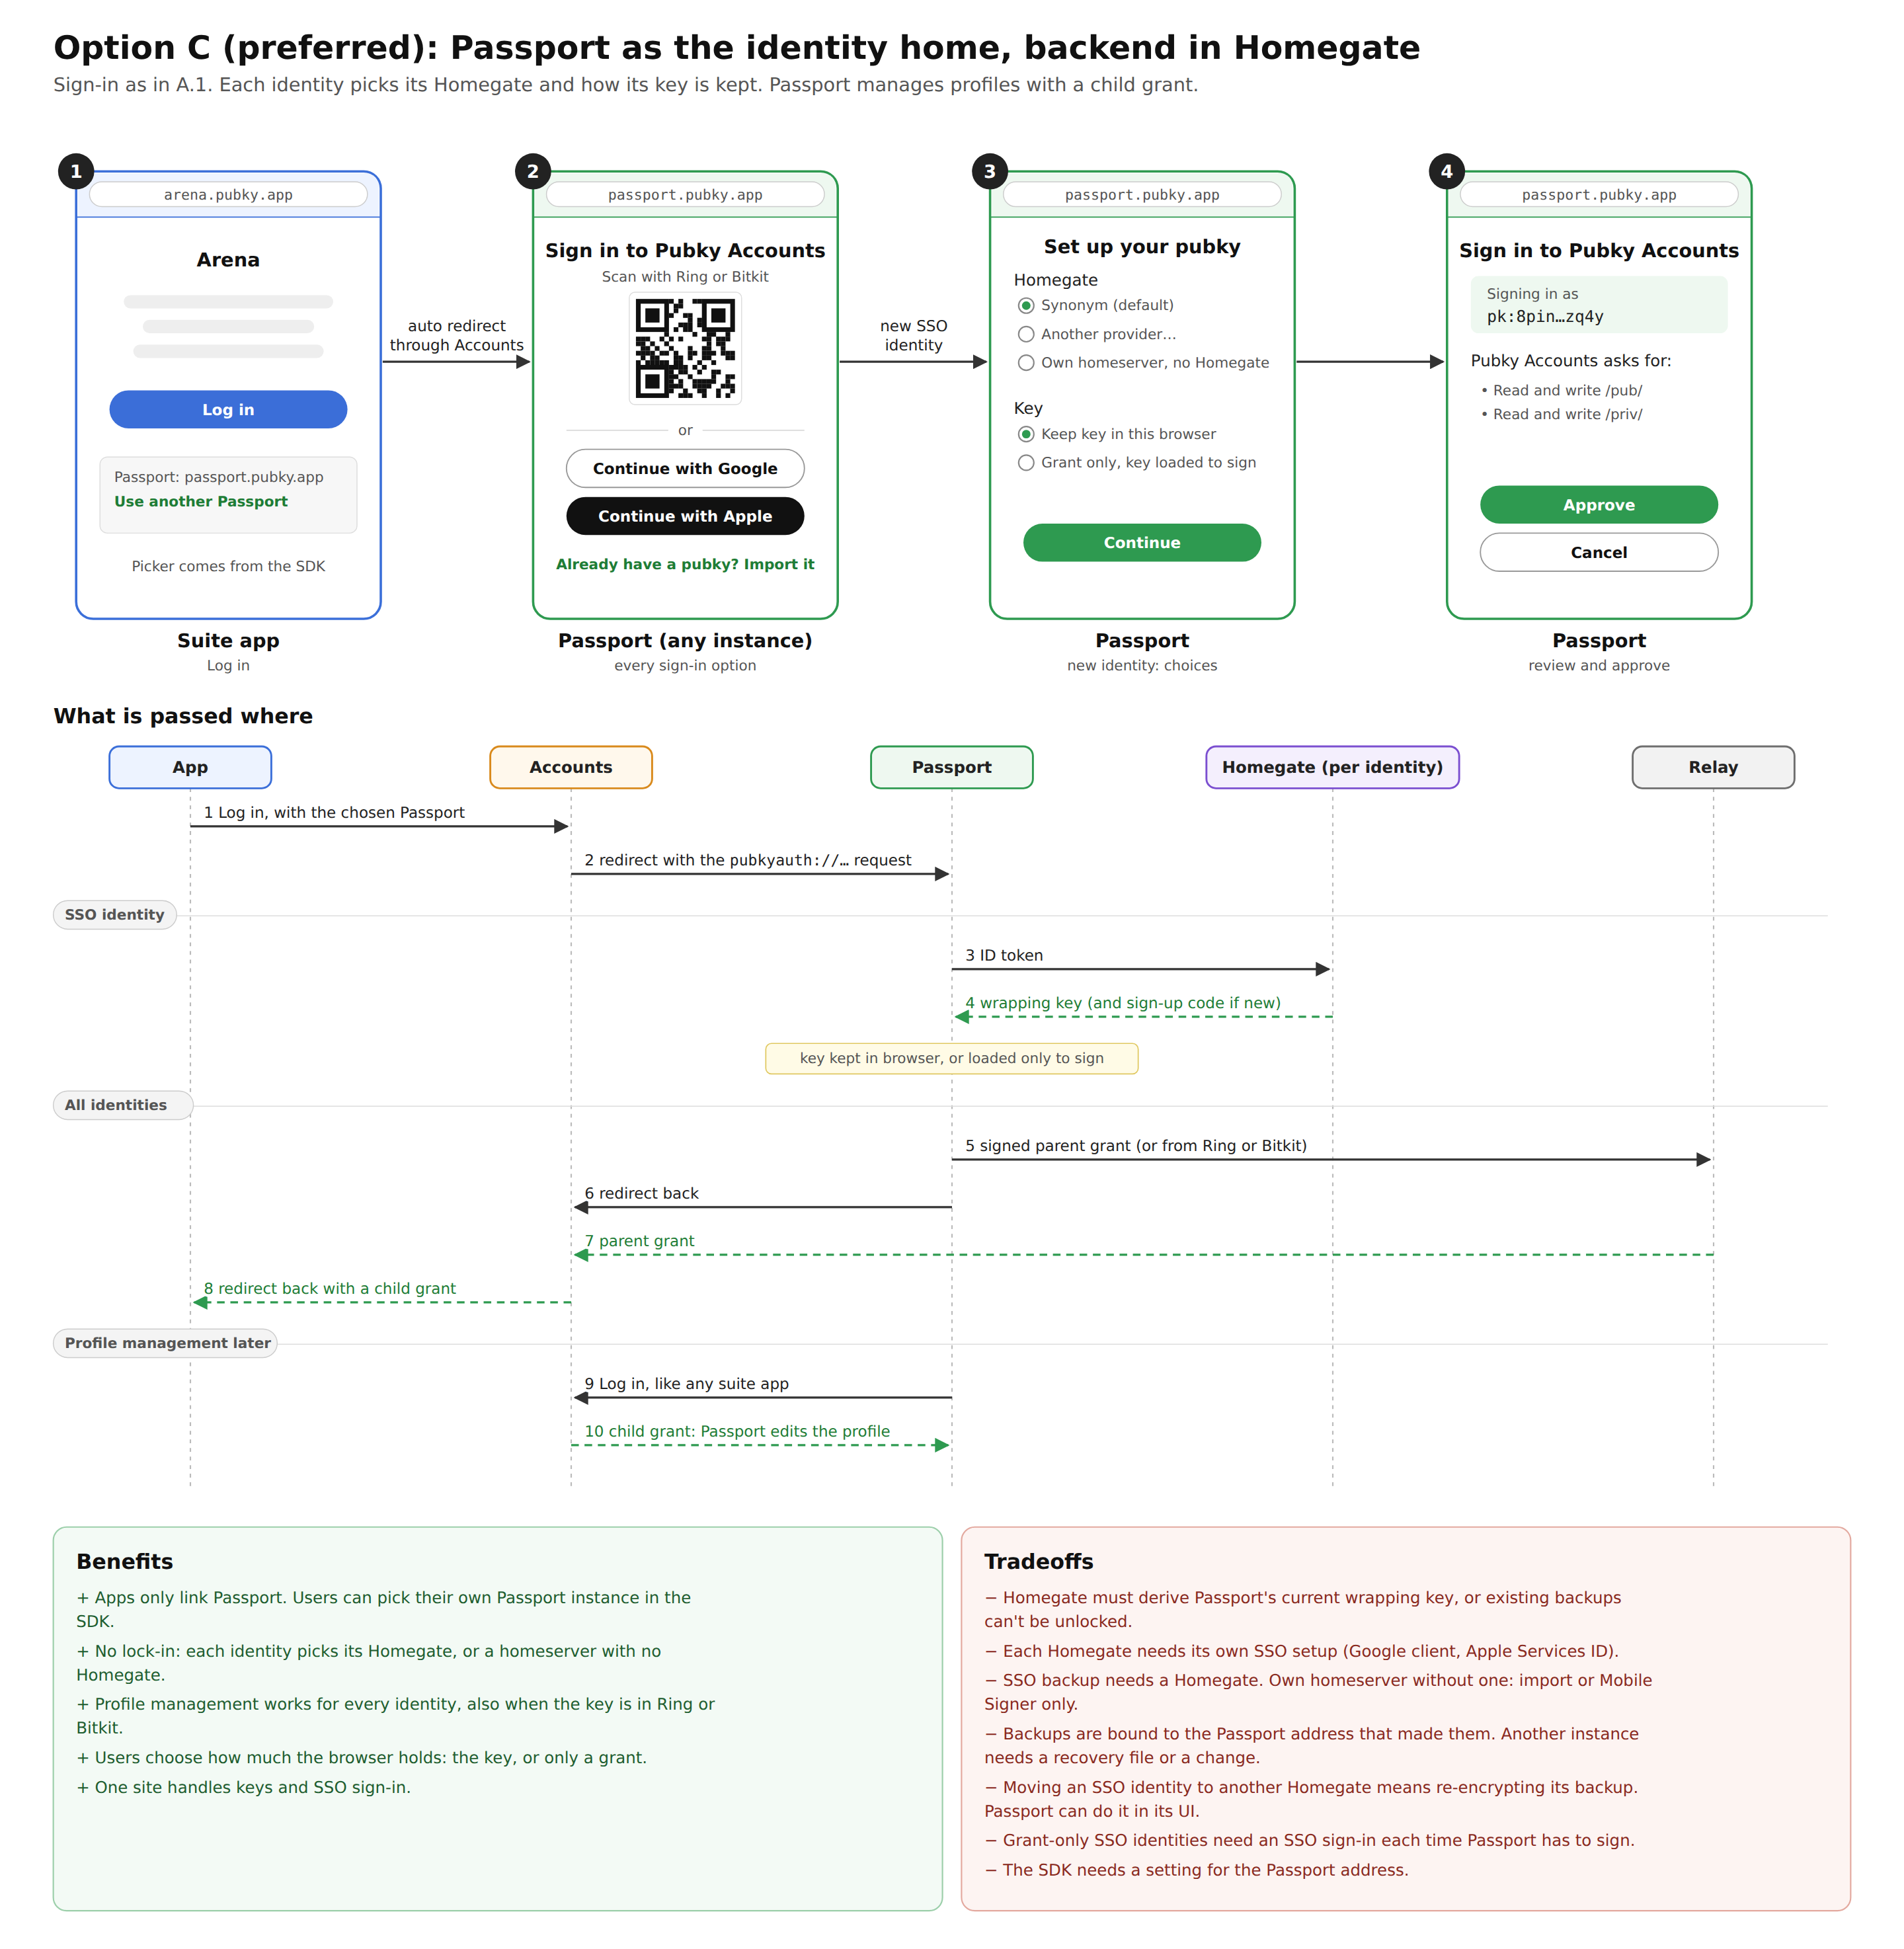 Option C (preferred): Passport as the identity home, backend in Homegate
Sign-in as in A.1. Each identity picks its Homegate and how its key is kept. Passport manages profiles with a child grant.
1
arena.pubky.app
Arena
Log in
Passport: passport.pubky.app
Use another Passport
Picker comes from the SDK
Suite app
Log in
auto redirect
through Accounts
2
passport.pubky.app
Sign in to Pubky Accounts
Scan with Ring or Bitkit
or
Continue with Google
Continue with Apple
Already have a pubky? Import it
Passport (any instance)
every sign-in option
new SSO
identity
3
passport.pubky.app
Set up your pubky
Homegate
Synonym (default)
Another provider…
Own homeserver, no Homegate
Key
Keep key in this browser
Grant only, key loaded to sign
Continue
Passport
new identity: choices
4
passport.pubky.app
Sign in to Pubky Accounts
Signing in as
pk:8pin…zq4y
Pubky Accounts asks for:
• Read and write /pub/
• Read and write /priv/
Approve
Cancel
Passport
review and approve
What is passed where
App
Accounts
Passport
Homegate (per identity)
Relay
1 Log in, with the chosen Passport
2 redirect with the pubkyauth://… request
SSO identity
3 ID token
4 wrapping key (and sign-up code if new)
key kept in browser, or loaded only to sign
All identities
5 signed parent grant (or from Ring or Bitkit)
6 redirect back
7 parent grant
8 redirect back with a child grant
Profile management later
9 Log in, like any suite app
10 child grant: Passport edits the profile
Benefits
+ Apps only link Passport. Users can pick their own Passport instance in the
SDK.
+ No lock-in: each identity picks its Homegate, or a homeserver with no
Homegate.
+ Profile management works for every identity, also when the key is in Ring or
Bitkit.
+ Users choose how much the browser holds: the key, or only a grant.
+ One site handles keys and SSO sign-in.
Tradeoffs
− Homegate must derive Passport's current wrapping key, or existing backups
can't be unlocked.
− Each Homegate needs its own SSO setup (Google client, Apple Services ID).
− SSO backup needs a Homegate. Own homeserver without one: import or Mobile
Signer only.
− Backups are bound to the Passport address that made them. Another instance
needs a recovery file or a change.
− Moving an SSO identity to another Homegate means re-encrypting its backup.
Passport can do it in its UI.
− Grant-only SSO identities need an SSO sign-in each time Passport has to sign.
− The SDK needs a setting for the Passport address.